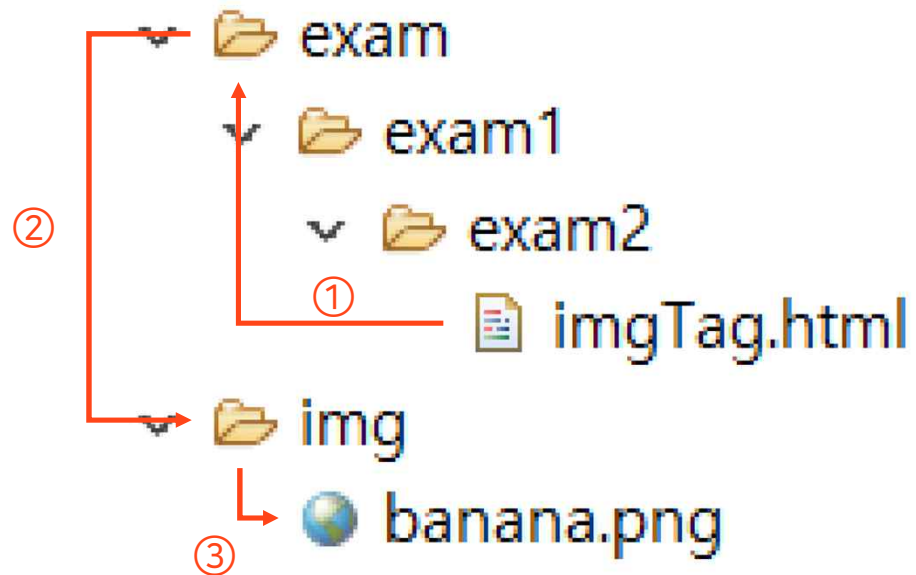 exam
exam1
②
exam2
①
imgTag.html
img
banana.png
③